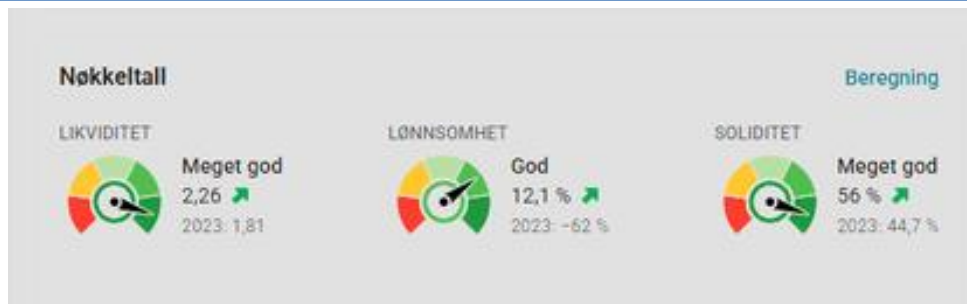 Nøkkeltall
Beregning
LIKVIDITET
Meget god
2,26
2023: 1,81
LØNNSOMHET
God
12,1 %
2023: −62 %
SOLIDITET
Meget god
56 %
2023: 44,7 %